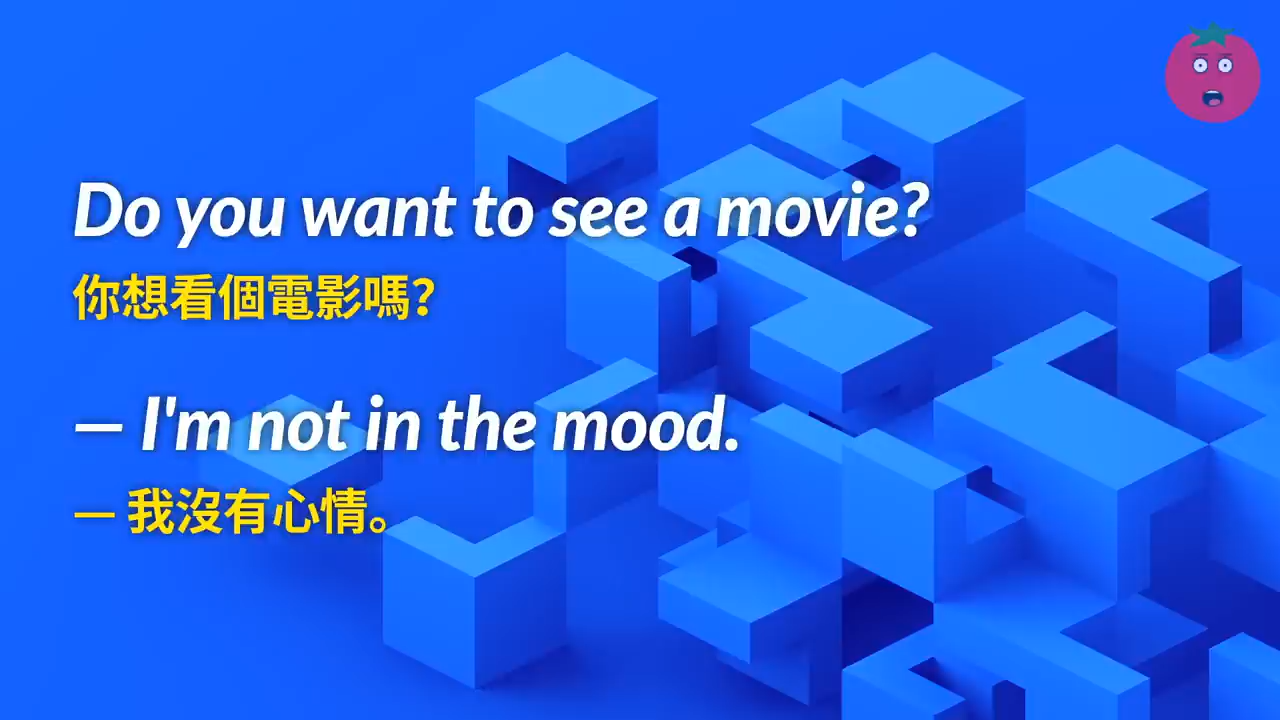 Do you want to see a movie?
你想看個電影嗎？
— I'm not in the mood.
— 我沒有心情。